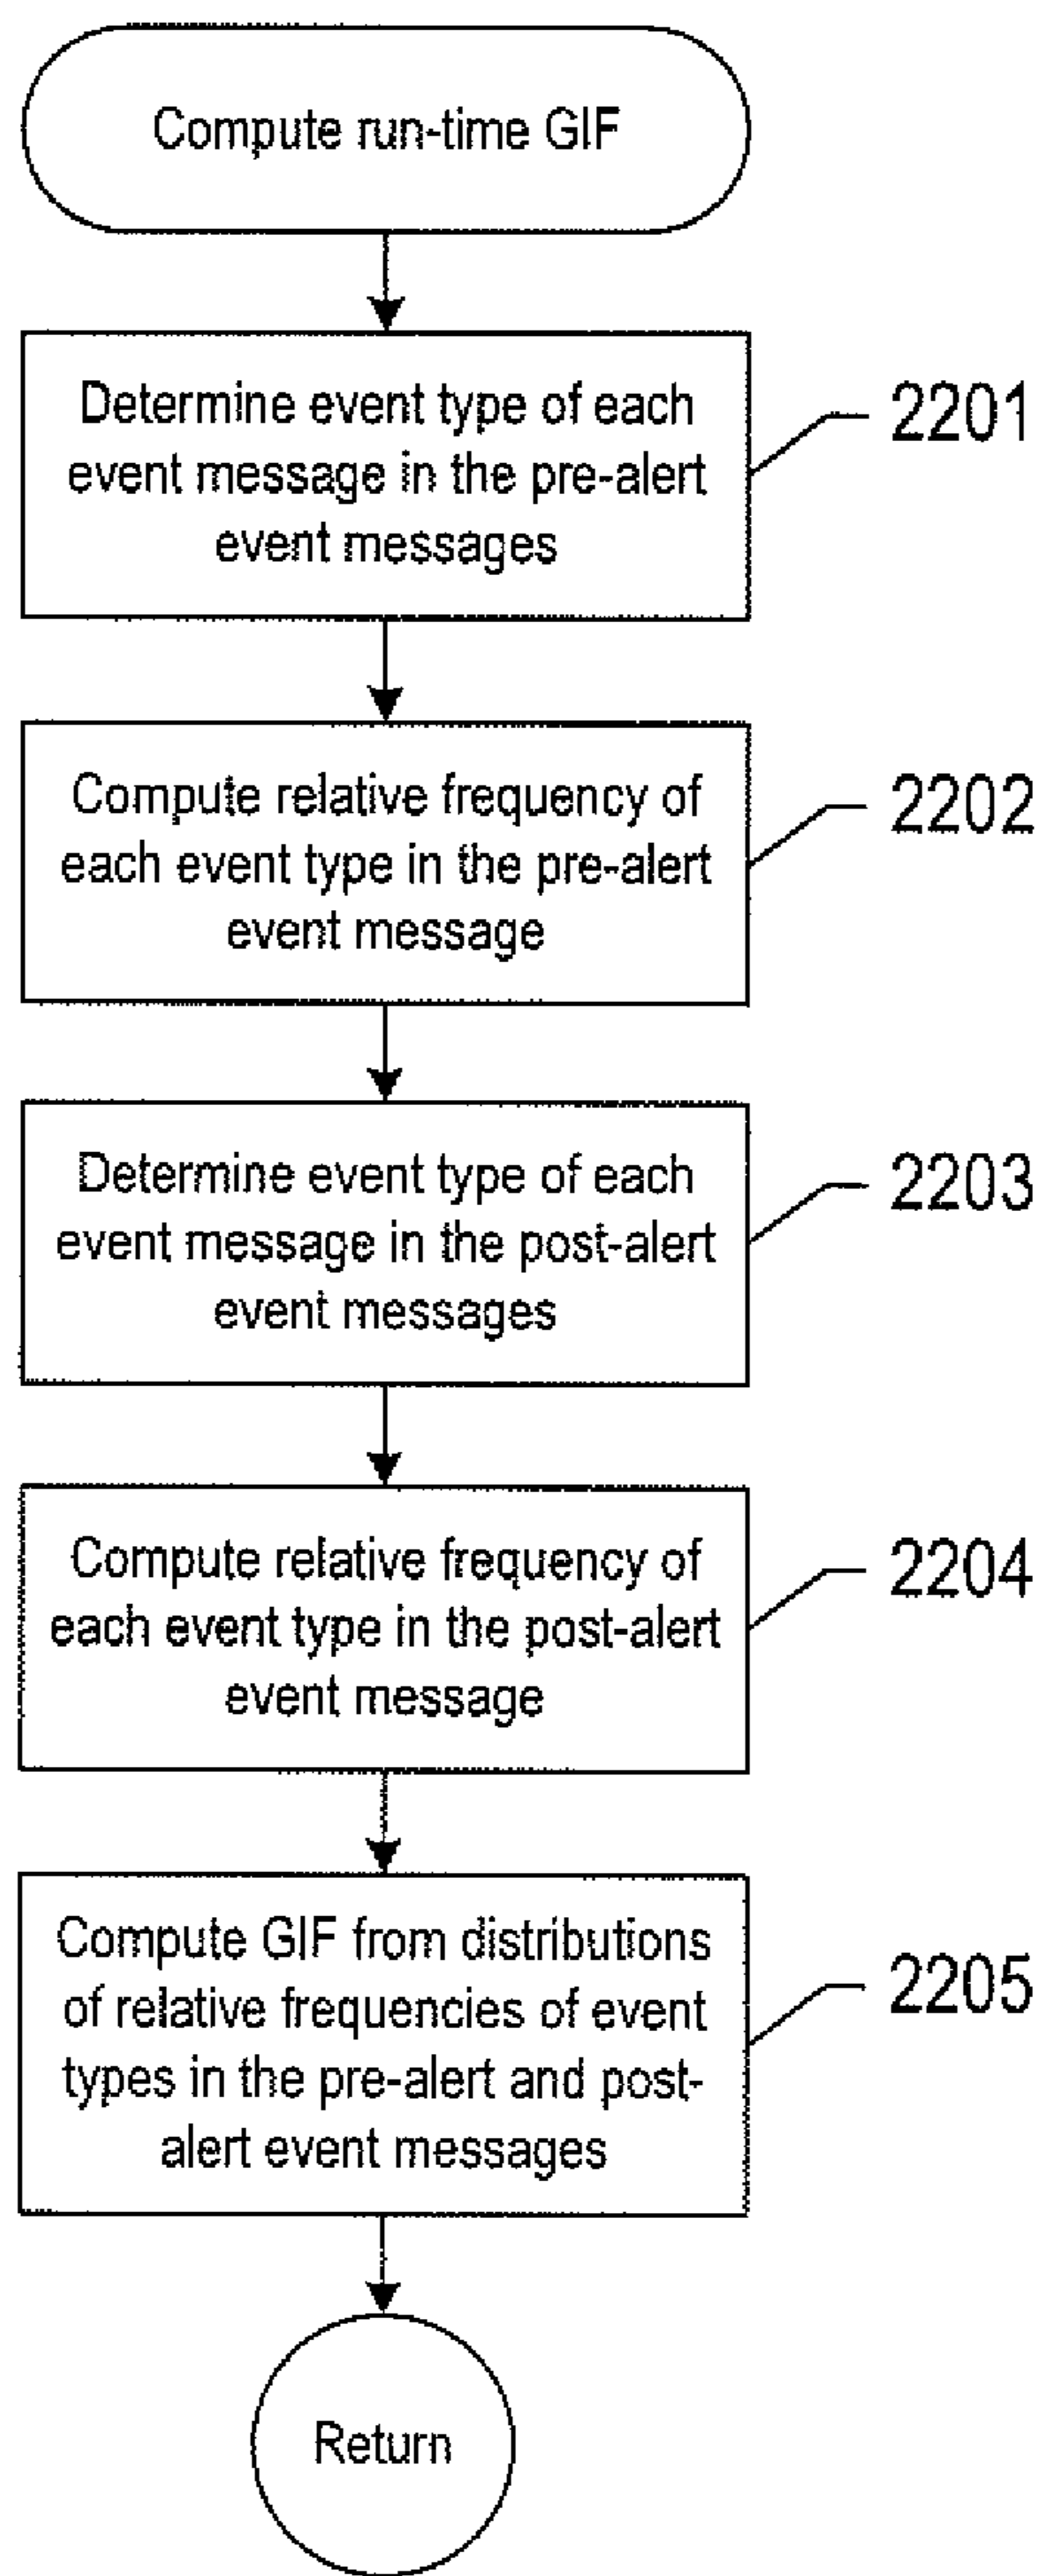 Compute run-time GIF
Determine event type of each
event message in the pre-alert
event messages
2201
Compute relative frequency of
each event type in the pre-alert
event message
2202
Determine event type of each
event message in the post-alert
event messages
2203
Compute relative frequency of
each event type in the post-alert
event message
2204
Compute GIF from distributions
of relative frequencies of event
types in the pre-alert and post-
alert event messages
2205
Return